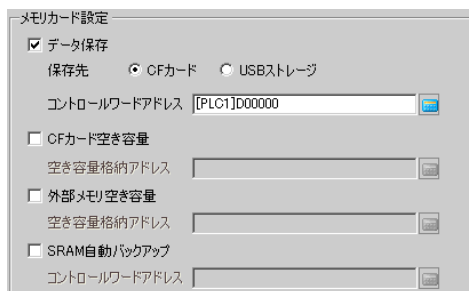 メモリカード設定
データ保存
保存先 CFカード USBストレージ
コントロールワードアドレス [PLC1]D00000
CFカード空き容量
空き容量格納アドレス
外部メモリ空き容量
空き容量格納アドレス
SRAM自動バックアップ
コントロールワードアドレス